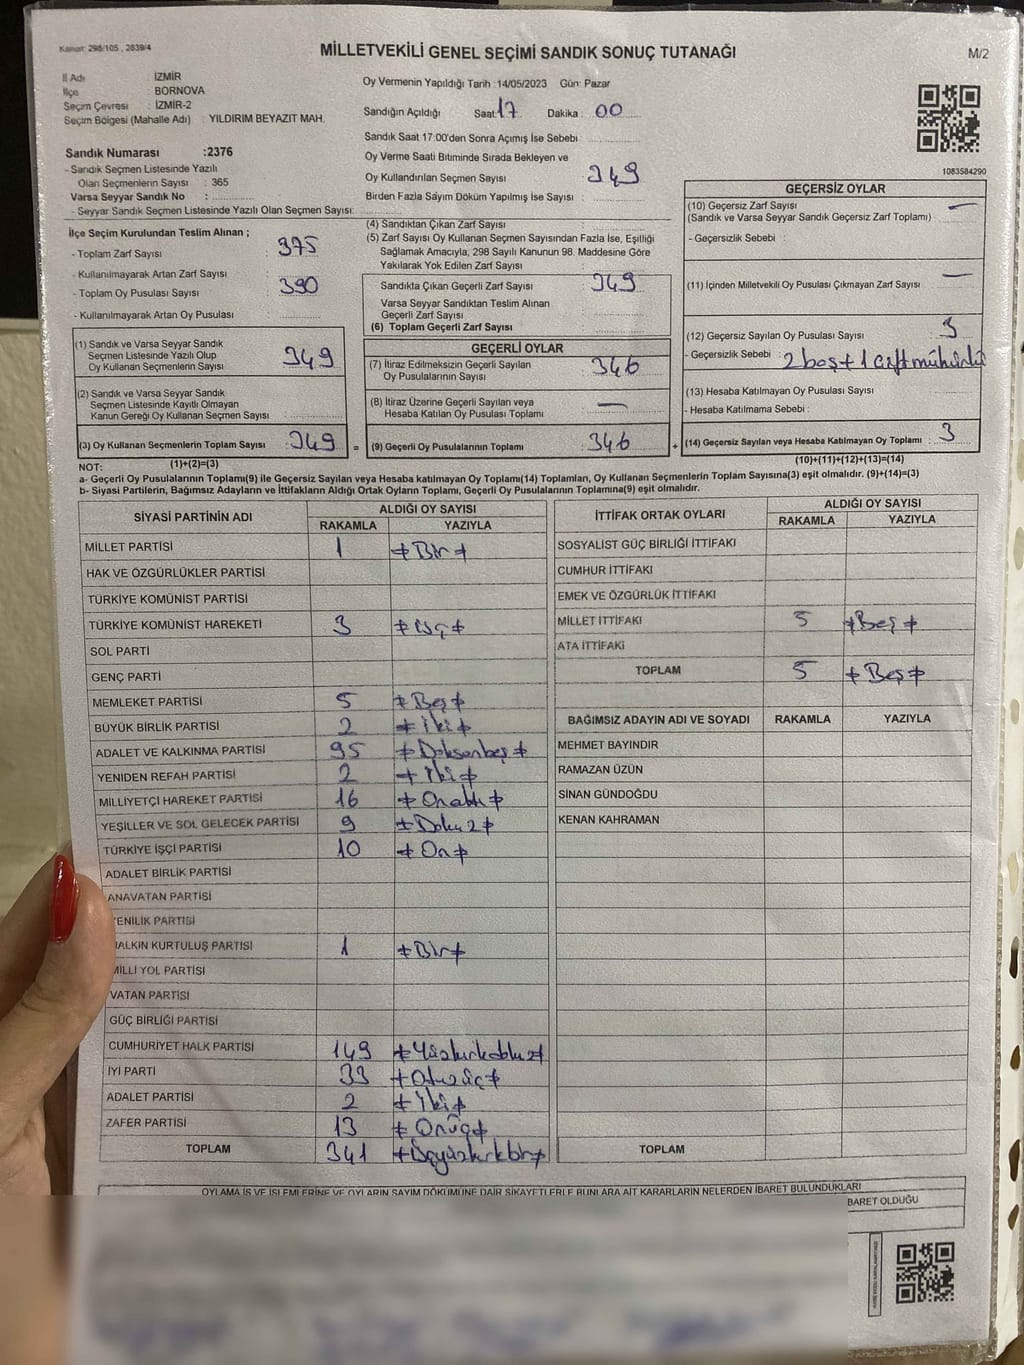 Kanun: 298/105, 2839/4
MİLLETVEKİLİ GENEL SEÇİMİ SANDIK SONUÇ TUTANAĞI
M/2
İl Adı : İZMİR
İlçe : BORNOVA
Seçim Çevresi : İZMİR-2
Seçim Bölgesi (Mahalle Adı) : YILDIRIM BEYAZIT MAH.
Sandık Numarası :2376
- Sandık Seçmen Listesinde Yazılı
Olan Seçmenlerin Sayısı : 365
Varsa Seyyar Sandık No :
- Seyyar Sandık Seçmen Listesinde Yazılı Olan Seçmen Sayısı:
İlçe Seçim Kurulundan Teslim Alınan ;
- Toplam Zarf Sayısı : 375
- Kullanılmayarak Artan Zarf Sayısı :
- Toplam Oy Pusulası Sayısı : 390
- Kullanılmayarak Artan Oy Pusulası :
Oy Vermenin Yapıldığı Tarih :14/05/2023 Gün: Pazar
Sandığın Açıldığı Saat:17 Dakika : 00
Sandık Saat 17:00'den Sonra Açımış İse Sebebi :
Oy Verme Saati Bitiminde Sırada Bekleyen ve
Oy Kullandırılan Seçmen Sayısı : 349
Birden Fazla Sayım Döküm Yapılmış İse Sayısı :
(4) Sandıktan Çıkan Zarf Sayısı :
(5) Zarf Sayısı Oy Kullanan Seçmen Sayısından Fazla İse, Eşitliği
Sağlamak Amacıyla, 298 Sayılı Kanunun 98. Maddesine Göre
Yakılarak Yok Edilen Zarf Sayısı :
Sandıkta Çıkan Geçerli Zarf Sayısı : 349
Varsa Seyyar Sandıktan Teslim Alınan
Geçerli Zarf Sayısı :
(6) Toplam Geçerli Zarf Sayısı :
1083584290
GEÇERSİZ OYLAR
(10) Geçersiz Zarf Sayısı : —
(Sandık ve Varsa Seyyar Sandık Geçersiz Zarf Toplamı)
- Geçersizlik Sebebi :
(11) İçinden Milletvekili Oy Pusulası Çıkmayan Zarf Sayısı : —
(12) Geçersiz Sayılan Oy Pusulası Sayısı : 3
- Geçersizlik Sebebi : 2 boş + 1 çift mühürlü
(13) Hesaba Katılmayan Oy Pusulası Sayısı :
- Hesaba Katılmama Sebebi :
(14) Geçersiz Sayılan veya Hesaba Katılmayan Oy Toplamı : 3
(10)+(11)+(12)+(13)=(14)
(1) Sandık ve Varsa Seyyar Sandık
Seçmen Listesinde Yazılı Olup
Oy Kullanan Seçmenlerin Sayısı : 349
(2) Sandık ve Varsa Seyyar Sandık
Seçmen Listesinde Kayıtlı Olmayan
Kanun Gereği Oy Kullanan Seçmen Sayısı :
(3) Oy Kullanan Seçmenlerin Toplam Sayısı : 349 =
(1)+(2)=(3)
GEÇERLİ OYLAR
(7) İtiraz Edilmeksizin Geçerli Sayılan
Oy Pusulalarının Sayısı : 346
(8) İtiraz Üzerine Geçerli Sayılan veya
Hesaba Katılan Oy Pusulası Toplamı : —
(9) Geçerli Oy Pusulalarının Toplamı : 346 +
NOT:
a- Geçerli Oy Pusulalarının Toplamı(9) ile Geçersiz Sayılan veya Hesaba katılmayan Oy Toplamı(14) Toplamları, Oy Kullanan Seçmenlerin Toplam Sayısına(3) eşit olmalıdır. (9)+(14)=(3)
b- Siyasi Partilerin, Bağımsız Adayların ve İttifakların Aldığı Ortak Oyların Toplamı, Geçerli Oy Pusulalarının Toplamına(9) eşit olmalıdır.
SİYASİ PARTİNİN ADI ALDIĞI OY SAYISI
RAKAMLA YAZIYLA
MİLLET PARTİSİ 1 Bir
HAK VE ÖZGÜRLÜKLER PARTİSİ
TÜRKİYE KOMÜNİST PARTİSİ
TÜRKİYE KOMÜNİST HAREKETİ 3 Üç
SOL PARTİ
GENÇ PARTİ
MEMLEKET PARTİSİ 5 Beş
BÜYÜK BİRLİK PARTİSİ 2 İki
ADALET VE KALKINMA PARTİSİ 95 Doksanbeş
YENİDEN REFAH PARTİSİ 2 İki
MİLLİYETÇİ HAREKET PARTİSİ 16 Onaltı
YEŞİLLER VE SOL GELECEK PARTİSİ 9 Dokuz
TÜRKİYE İŞÇİ PARTİSİ 10 On
ADALET BİRLİK PARTİSİ
ANAVATAN PARTİSİ
YENİLİK PARTİSİ
HALKIN KURTULUŞ PARTİSİ 1 Bir
MİLLİ YOL PARTİSİ
VATAN PARTİSİ
GÜÇ BİRLİĞİ PARTİSİ
CUMHURİYET HALK PARTİSİ 149 Yüzkırkdokuz
İYİ PARTİ 33 Otuzüç
ADALET PARTİSİ 2 İki
ZAFER PARTİSİ 13 Onüç
TOPLAM 341 Üçyüzkırkbir
İTTİFAK ORTAK OYLARI ALDIĞI OY SAYISI
RAKAMLA YAZIYLA
SOSYALİST GÜÇ BİRLİĞİ İTTİFAKI
CUMHUR İTTİFAKI
EMEK VE ÖZGÜRLÜK İTTİFAKI
MİLLET İTTİFAKI 5 Beş
ATA İTTİFAKI
TOPLAM 5 Beş
BAĞIMSIZ ADAYIN ADI VE SOYADI RAKAMLA YAZIYLA
MEHMET BAYINDIR
RAMAZAN ÜZÜN
SİNAN GÜNDOĞDU
KENAN KAHRAMAN
TOPLAM
OYLAMA İŞ VE İŞLEMLERİNE VE OYLARIN SAYIM DÖKÜMÜNE DAİR ŞİKAYETLERLE BUNLARA AİT KARARLARIN NELERDEN İBARET BULUNDUKLARI
BARET OLDUĞU